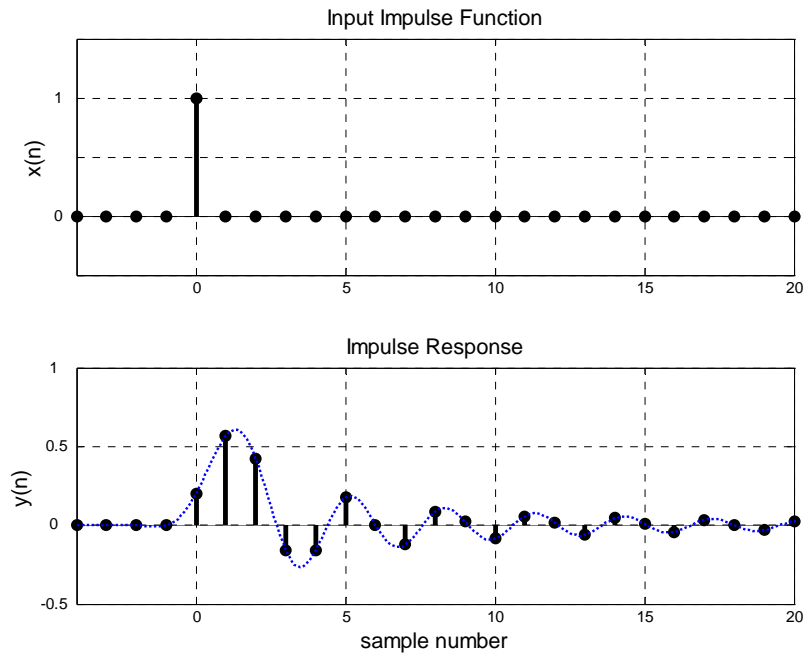 Input Impulse Function
x(n)
1
0
0 5 10 15 20
Impulse Response
y(n)
1
0.5
0
-0.5
0 5 10 15 20
sample number